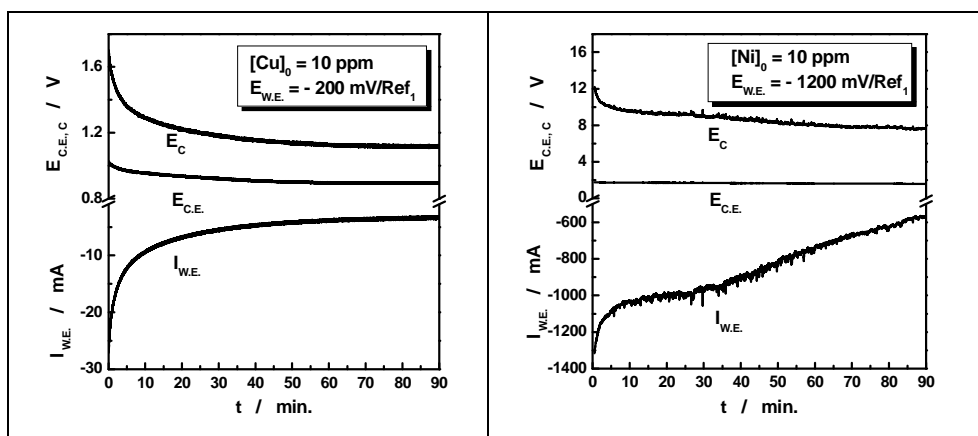 [Cu]0 = 10 ppm
EW.E. = - 200 mV/Ref1
EC.E., C / V
1.6
1.2
0.8
EC
EC.E.
IW.E. / mA
-10
-20
-30
IW.E.
0 10 20 30 40 50 60 70 80 90
t / min.
[Ni]0 = 10 ppm
EW.E. = - 1200 mV/Ref1
EC.E., C / V
16
12
8
4
0
EC
EC.E.
IW.E. / mA
-600
-800
-1000
-1200
-1400
IW.E.
0 10 20 30 40 50 60 70 80 90
t / min.